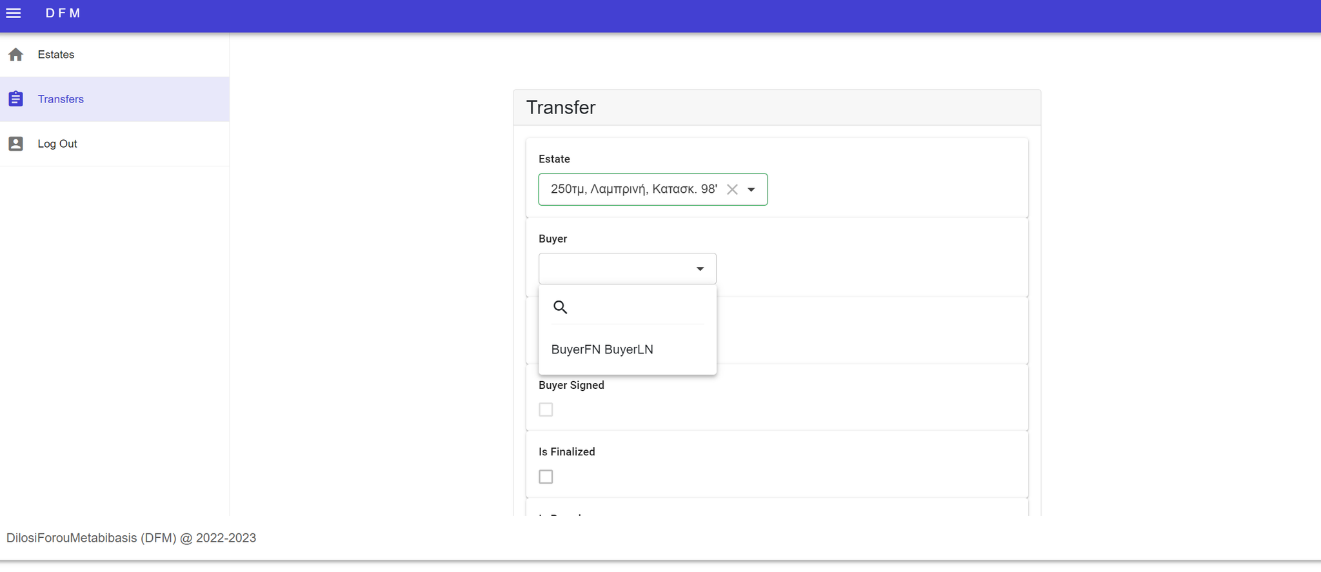 DFM
Estates
Transfers
Log Out
Transfer
Estate
250τμ, Λαμπρινή, Κατασκ. 98'
Buyer
BuyerFN BuyerLN
Buyer Signed
Is Finalized
DilosiForouMetabibasis (DFM) @ 2022-2023